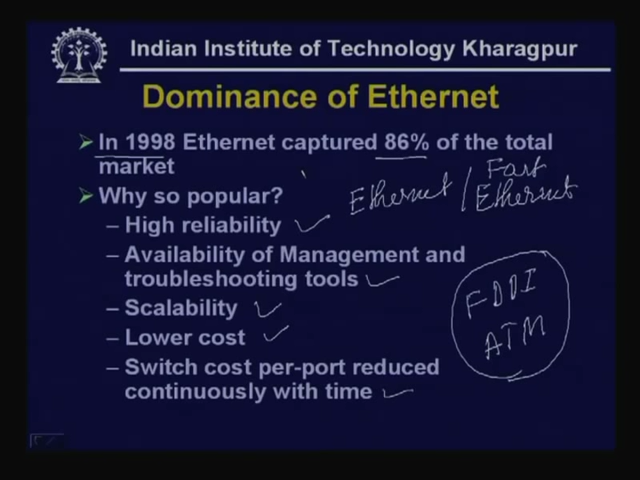 Indian Institute of Technology Kharagpur
Dominance of Ethernet
In 1998 Ethernet captured 86% of the total
market
Why so popular?
Ethernet / Fast
Ethernet
– High reliability
– Availability of Management and
troubleshooting tools
– Scalability
FDDI
ATM
– Lower cost
– Switch cost per-port reduced
continuously with time